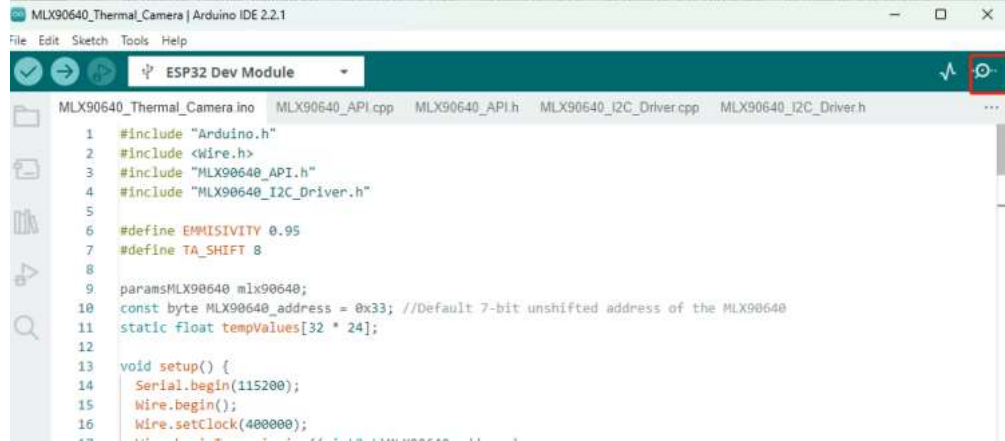 MLX90640_Thermal_Camera | Arduino IDE 2.2.1
File Edit Sketch Tools Help
ESP32 Dev Module
MLX90640_Thermal_Camera.ino MLX90640_API.cpp MLX90640_API.h MLX90640_I2C_Driver.cpp MLX90640_I2C_Driver.h ...
1 #include "Arduino.h"
2 #include <Wire.h>
3 #include "MLX90640_API.h"
4 #include "MLX90640_I2C_Driver.h"
5
6 #define EMMISIVITY 0.95
7 #define TA_SHIFT 8
8
9 paramsMLX90640 mlx90640;
10 const byte MLX90640_address = 0x33; //Default 7-bit unshifted address of the MLX90640
11 static float tempValues[32 * 24];
12
13 void setup() {
14 Serial.begin(115200);
15 Wire.begin();
16 Wire.setClock(400000);